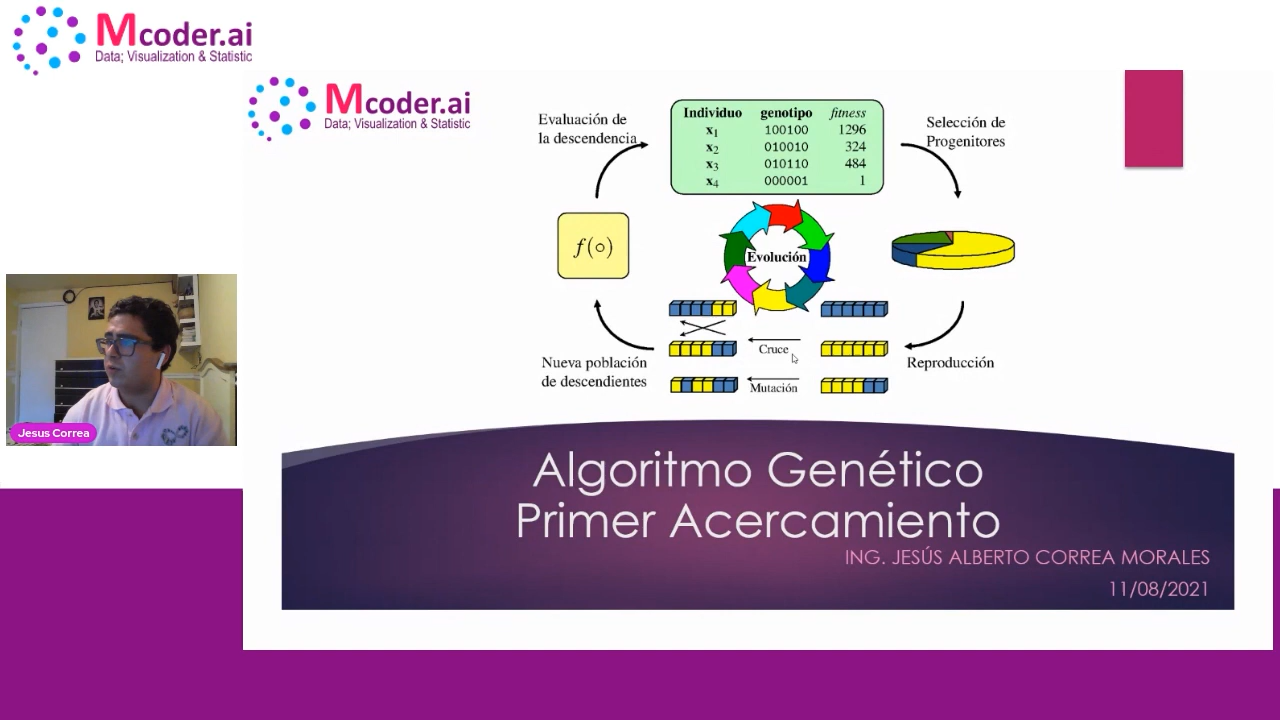 Mcoder.ai
Data; Visualization & Statistic
Mcoder.ai
Data; Visualization & Statistic
Evaluación de
la descendencia
Individuo genotipo fitness
x1 100100 1296
x2 010010 324
x3 010110 484
x4 000001 1
Selección de
Progenitores
f(○)
Evolución
Cruce
Mutación
Nueva población
de descendientes
Reproducción
Jesus Correa
Algoritmo Genético
Primer Acercamiento
ING. JESÚS ALBERTO CORREA MORALES
11/08/2021